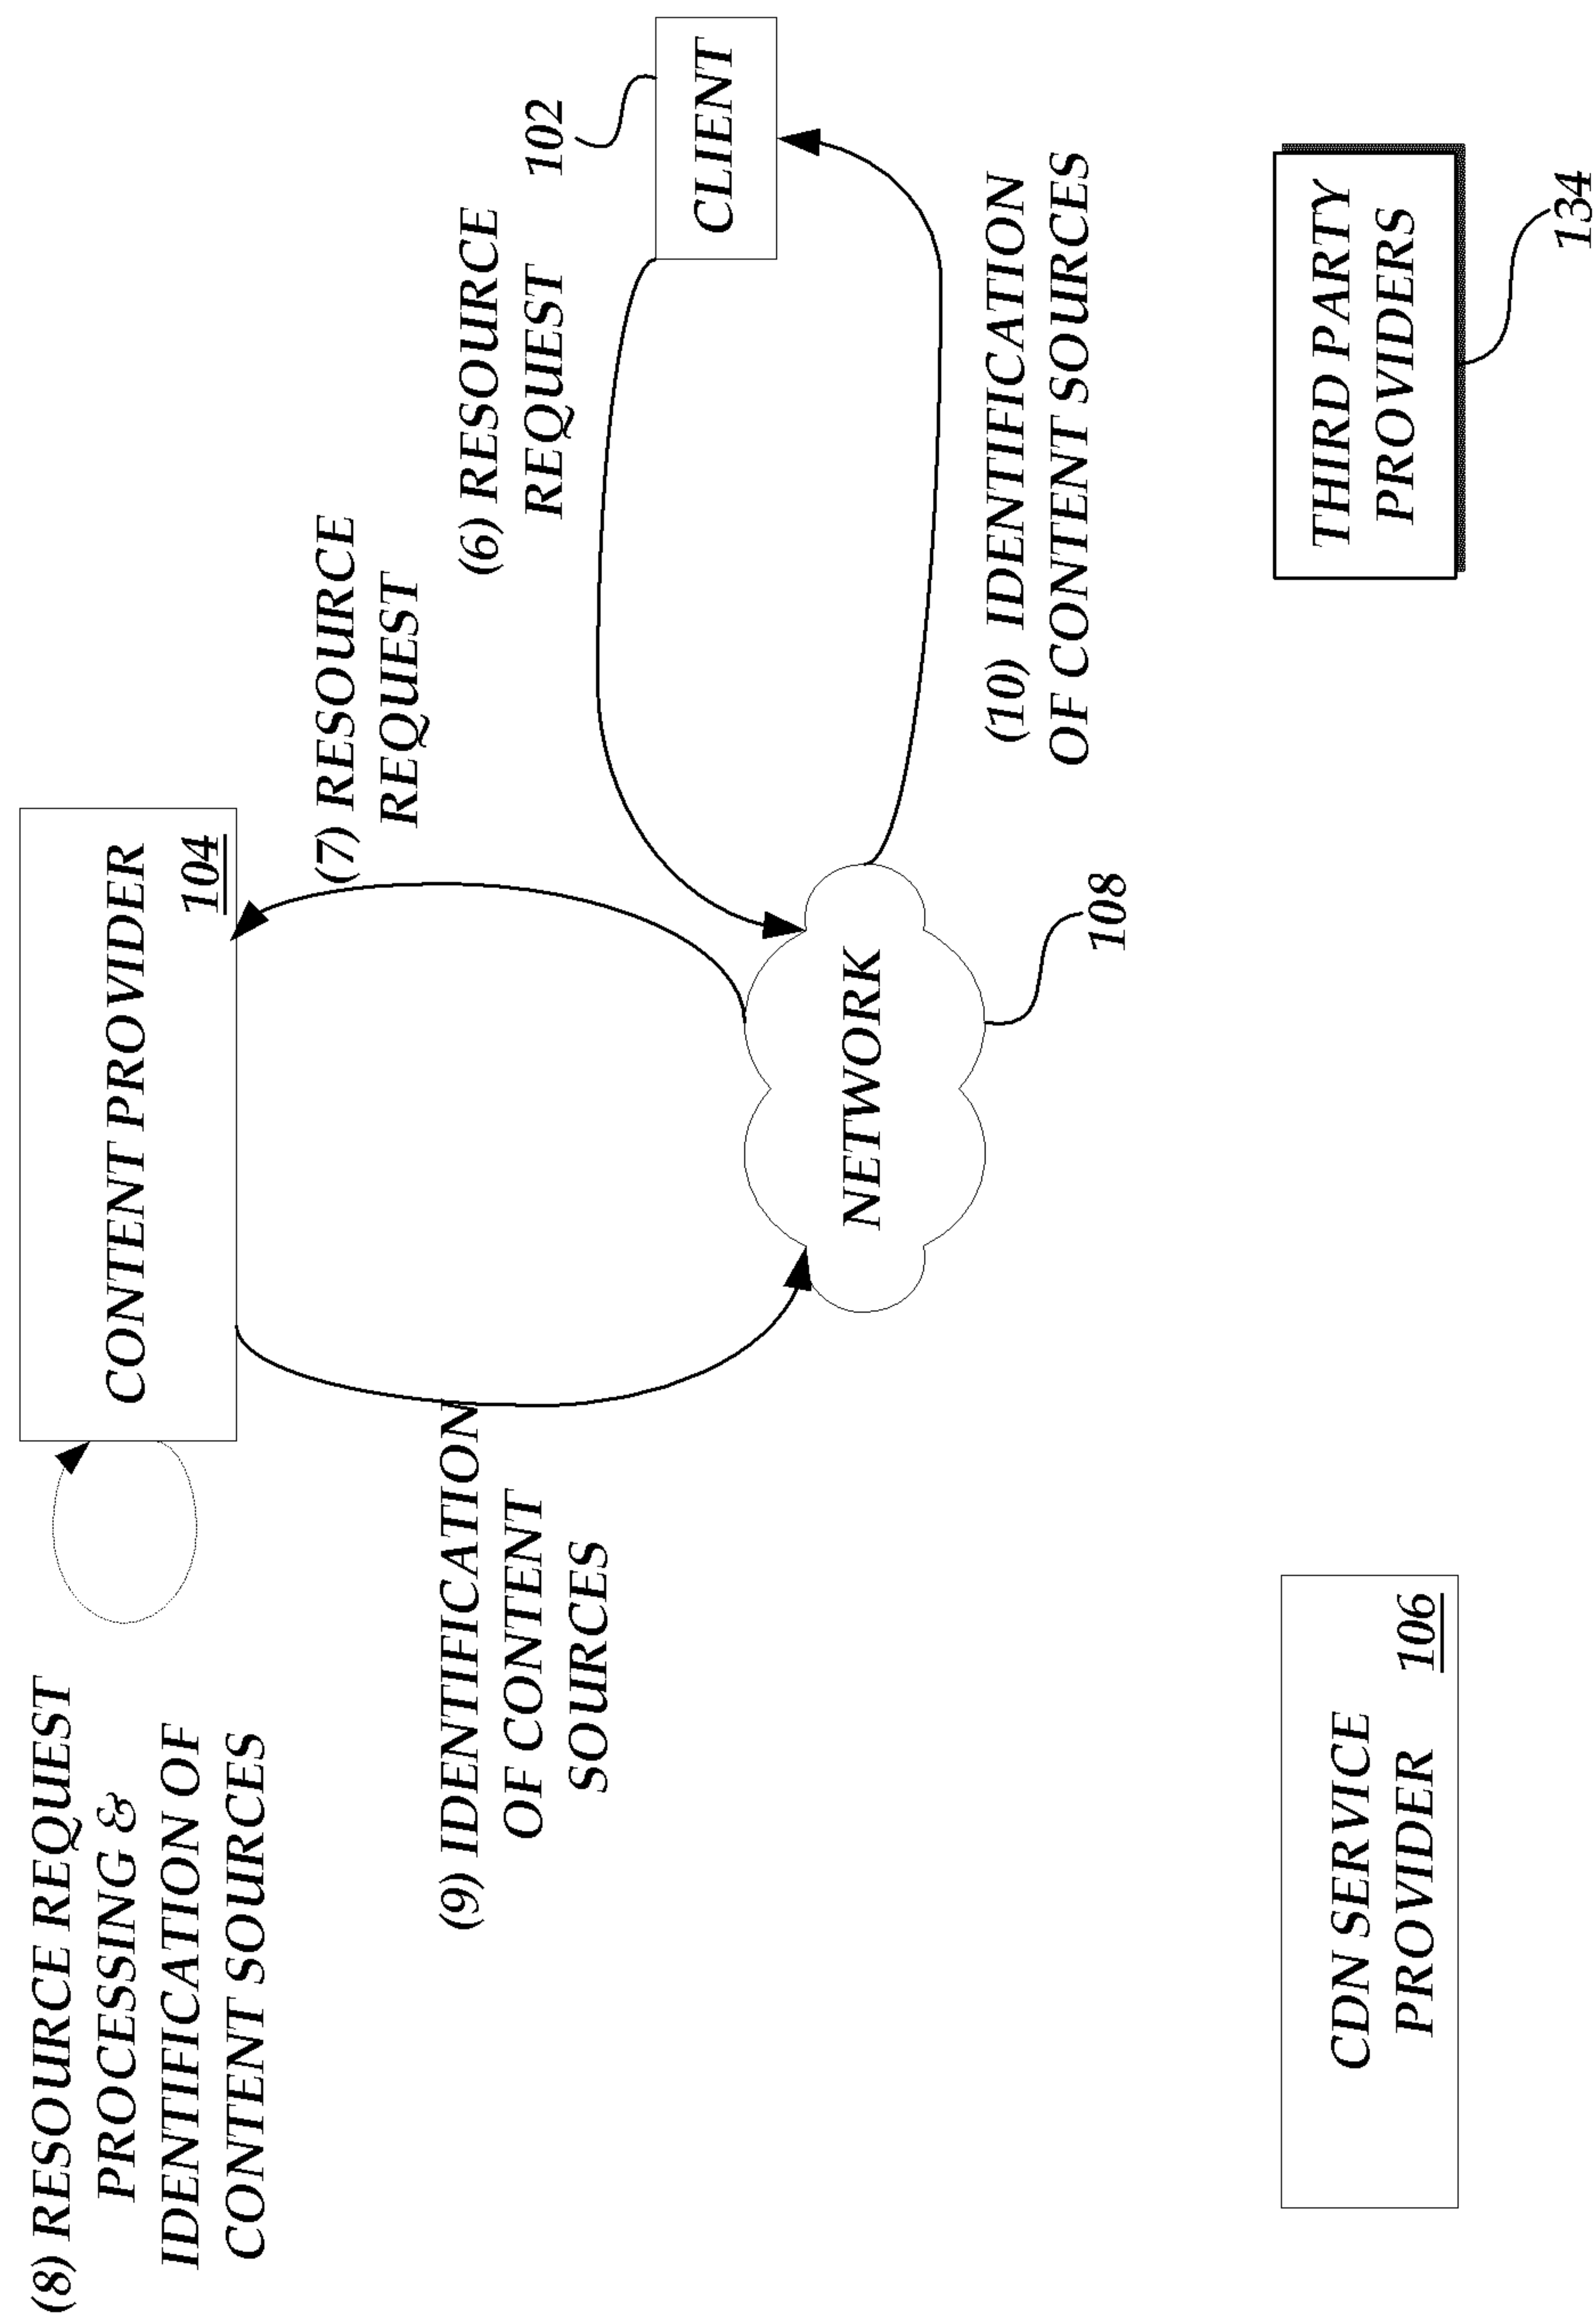 (8) RESOURCE REQUEST
PROCESSING &
IDENTIFICATION OF
CONTENT SOURCES
CONTENT PROVIDER
104
(7) RESOURCE
REQUEST
(6) RESOURCE
REQUEST
102
CLIENT
(9) IDENTIFICATION
OF CONTENT
SOURCES
NETWORK
108
(10) IDENTIFICATION
OF CONTENT SOURCES
CDN SERVICE
PROVIDER
106
THIRD PARTY
PROVIDERS
134